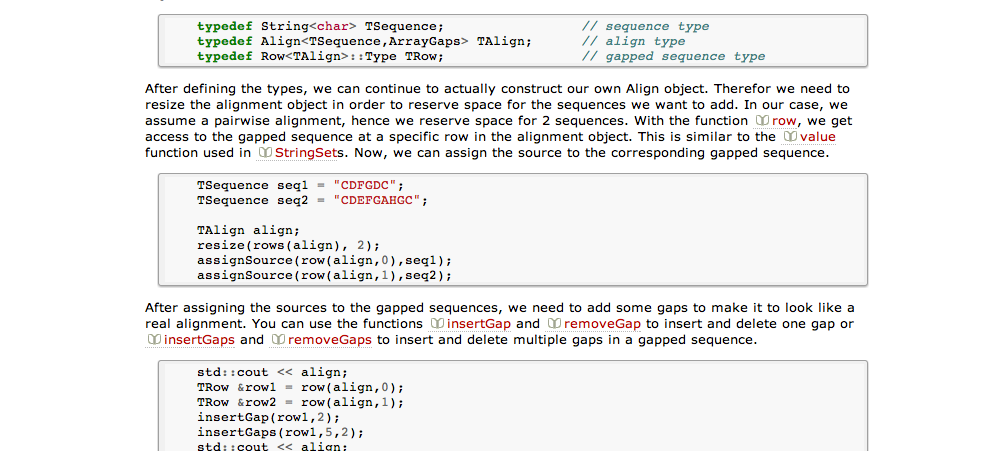 typedef String<char> TSequence; // sequence type
typedef Align<TSequence,ArrayGaps> TAlign; // align type
typedef Row<TAlign>::Type TRow; // gapped sequence type
After defining the types, we can continue to actually construct our own Align object. Therefor we need to
resize the alignment object in order to reserve space for the sequences we want to add. In our case, we
assume a pairwise alignment, hence we reserve space for 2 sequences. With the function row, we get
access to the gapped sequence at a specific row in the alignment object. This is similar to the value
function used in StringSets. Now, we can assign the source to the corresponding gapped sequence.
TSequence seq1 = "CDFGDC";
TSequence seq2 = "CDEFGAHGC";
TAlign align;
resize(rows(align), 2);
assignSource(row(align,0),seq1);
assignSource(row(align,1),seq2);
After assigning the sources to the gapped sequences, we need to add some gaps to make it to look like a
real alignment. You can use the functions insertGap and removeGap to insert and delete one gap or
insertGaps and removeGaps to insert and delete multiple gaps in a gapped sequence.
std::cout << align;
TRow &row1 = row(align,0);
TRow &row2 = row(align,1);
insertGap(row1,2);
insertGaps(row1,5,2);
std::cout << align;